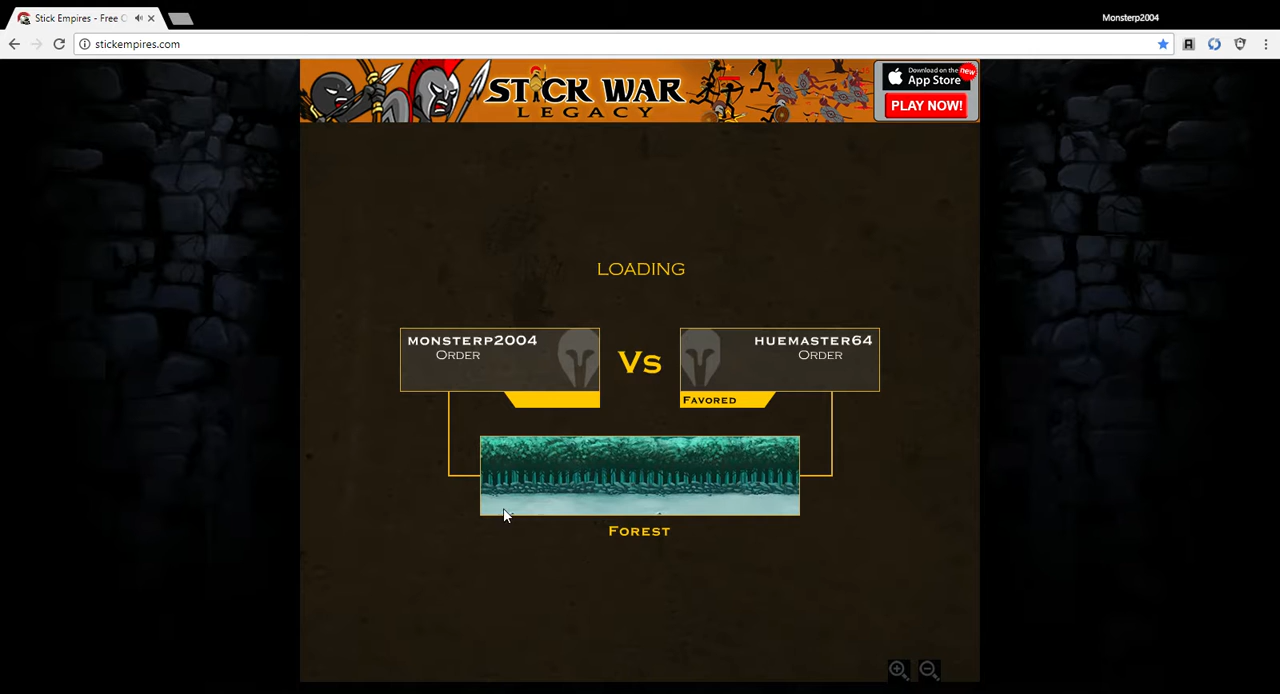 Stick Empires - Free O
Monsterp2004
stickempires.com
STICK WAR
LEGACY
Download on the
App Store
new
PLAY NOW!
LOADING
MONSTERP2004
ORDER
VS
HUEMASTER64
ORDER
FAVORED
FOREST